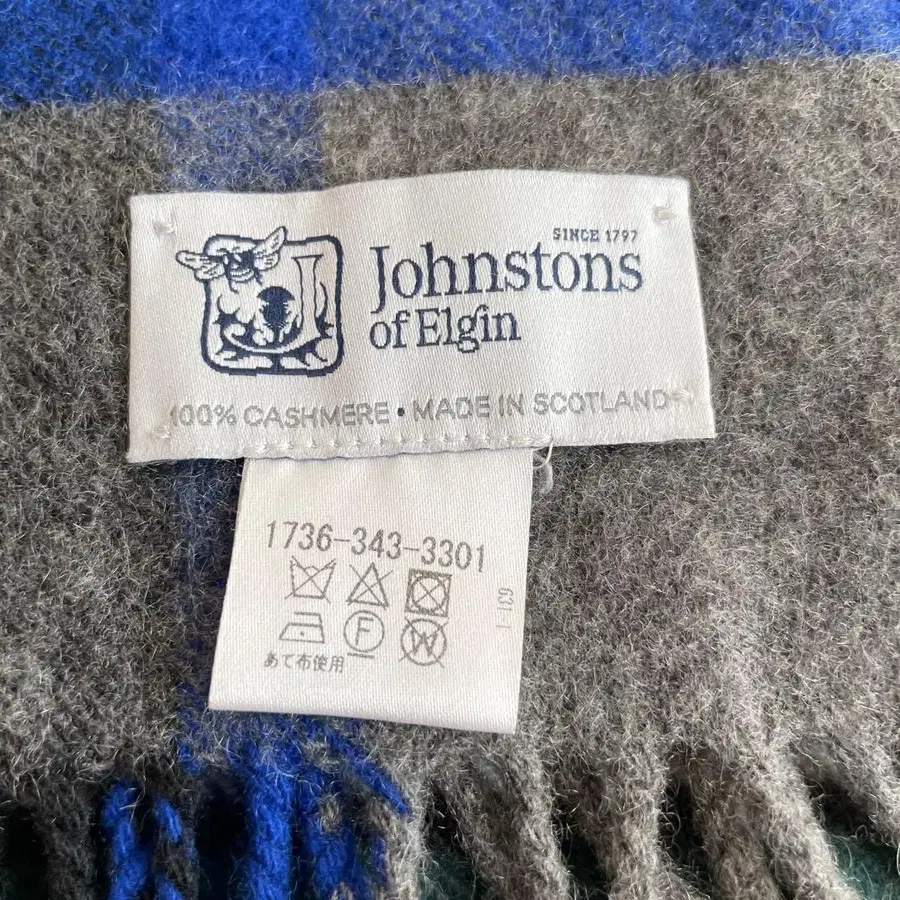 SINCE 1797
Johnstons
of Elgin
100% CASHMERE • MADE IN SCOTLAND
1736-343-3301
F
W
あて布使用